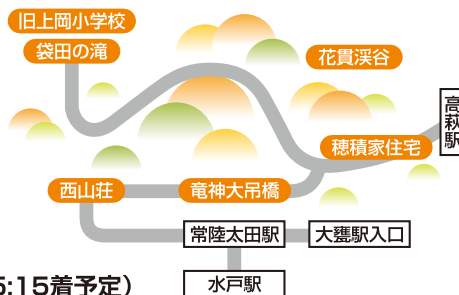 旧上岡小学校
袋田の滝
花貫渓谷
高萩駅
穂積家住宅
西山荘
竜神大吊橋
常陸太田駅
大甕駅入口
5:15着予定）
水戸駅